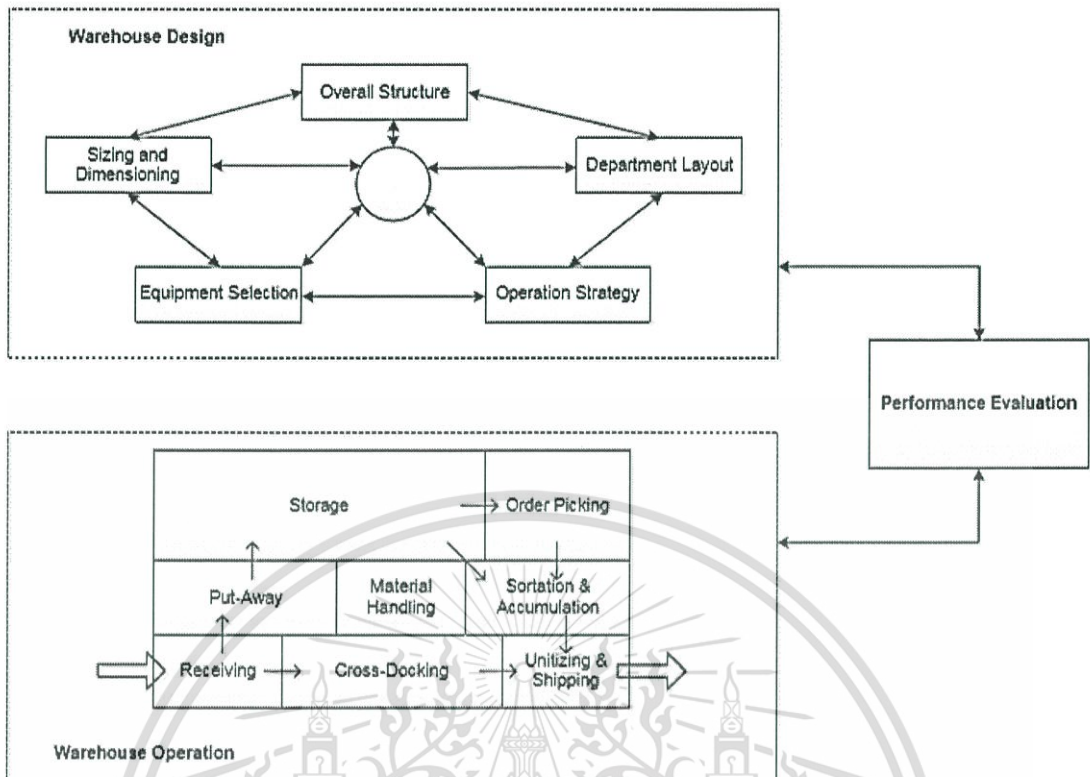 Warehouse Design
Overall Structure
Sizing and
Dimensioning
Department Layout
Equipment Selection
Operation Strategy
Performance Evaluation
Storage
Order Picking
Put-Away
Material
Handling
Sortation &
Accumulation
Receiving
Cross-Docking
Unitizing &
Shipping
Warehouse Operation